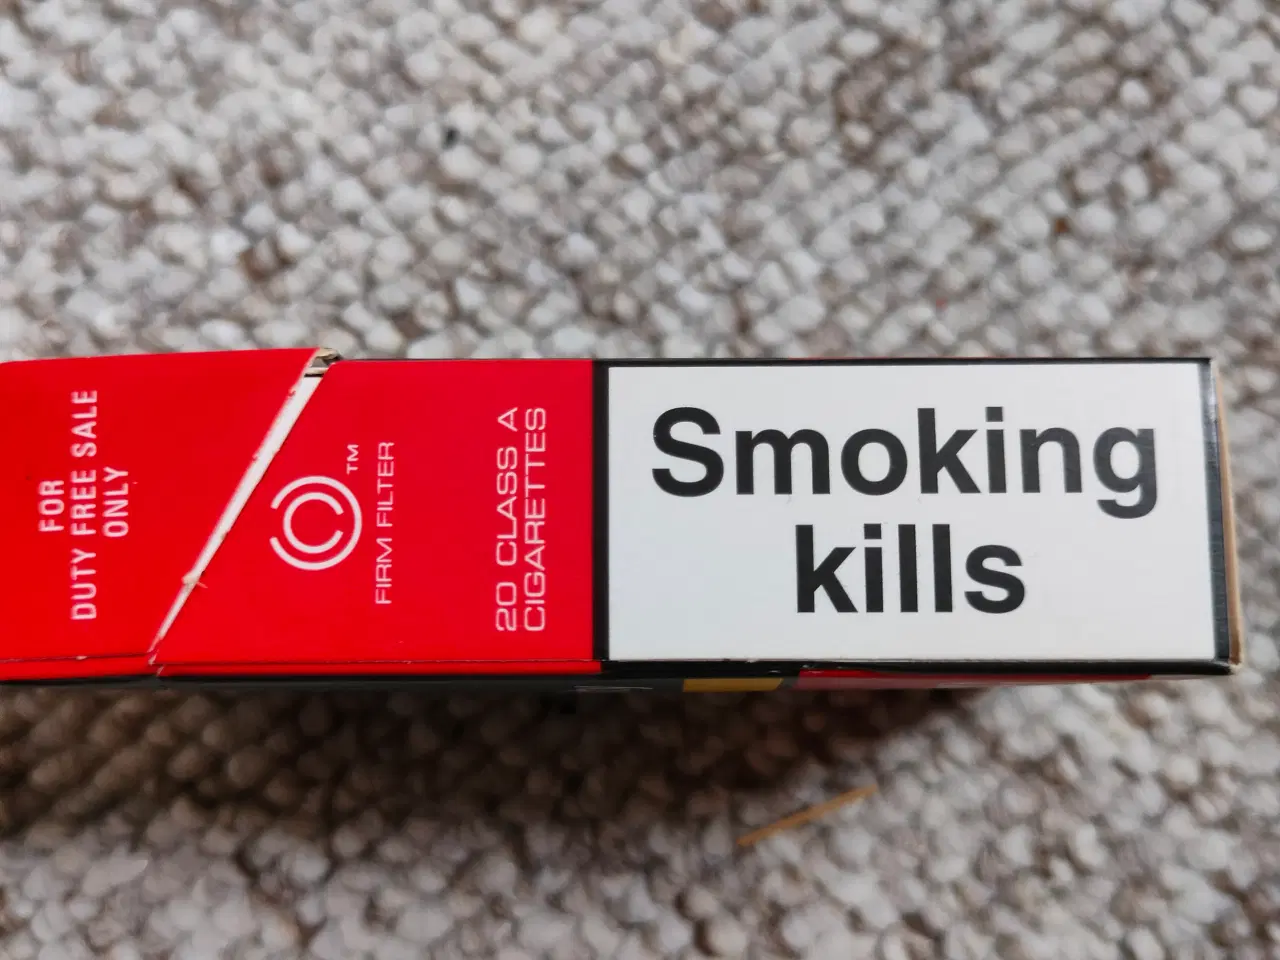 FOR
DUTY FREE SALE
ONLY
TM
FIRM FILTER
20 CLASS A
CIGARETTES
Smoking
kills